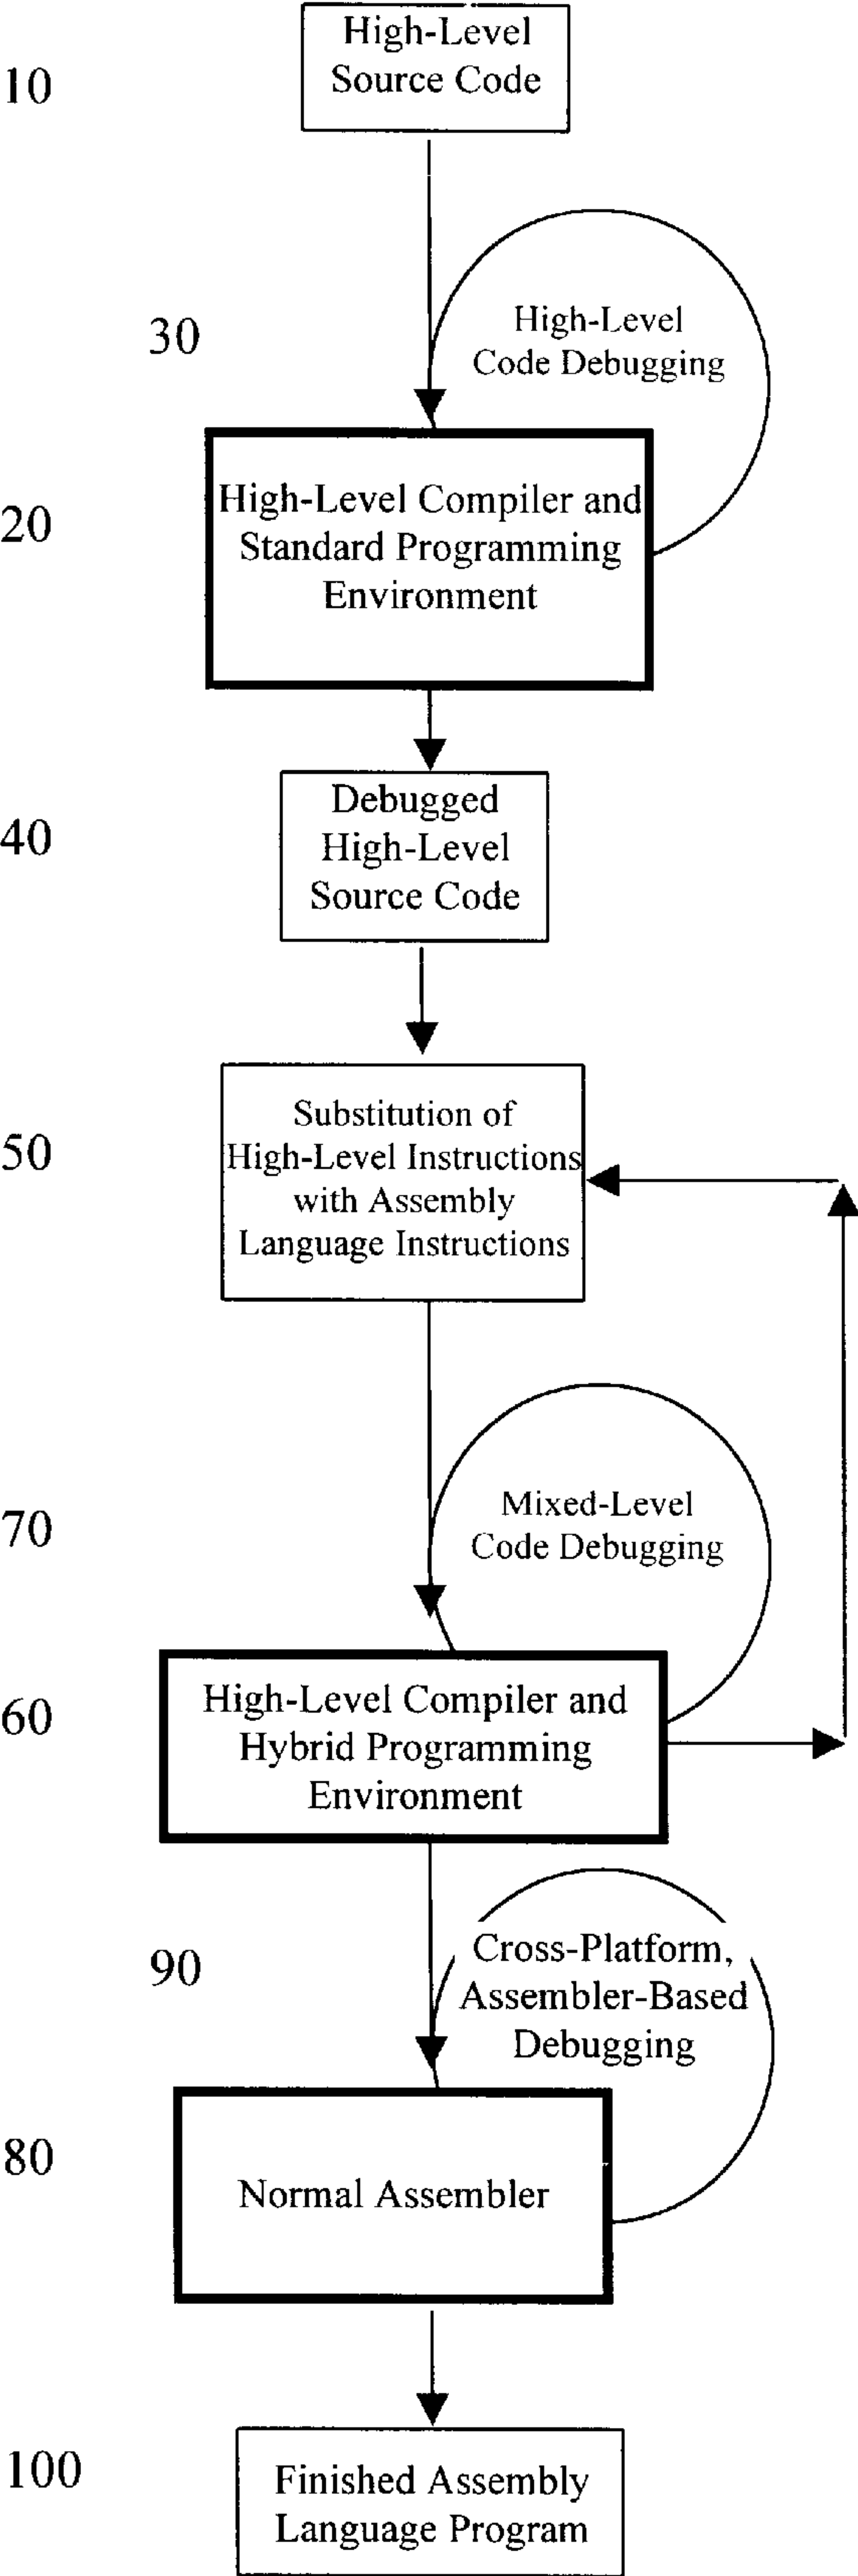 High-Level
Source Code
10
30
High-Level
Code Debugging
20
High-Level Compiler and
Standard Programming
Environment
40
Debugged
High-Level
Source Code
50
Substitution of
High-Level Instructions
with Assembly
Language Instructions
70
Mixed-Level
Code Debugging
60
High-Level Compiler and
Hybrid Programming
Environment
90
Cross-Platform,
Assembler-Based
Debugging
80
Normal Assembler
100
Finished Assembly
Language Program